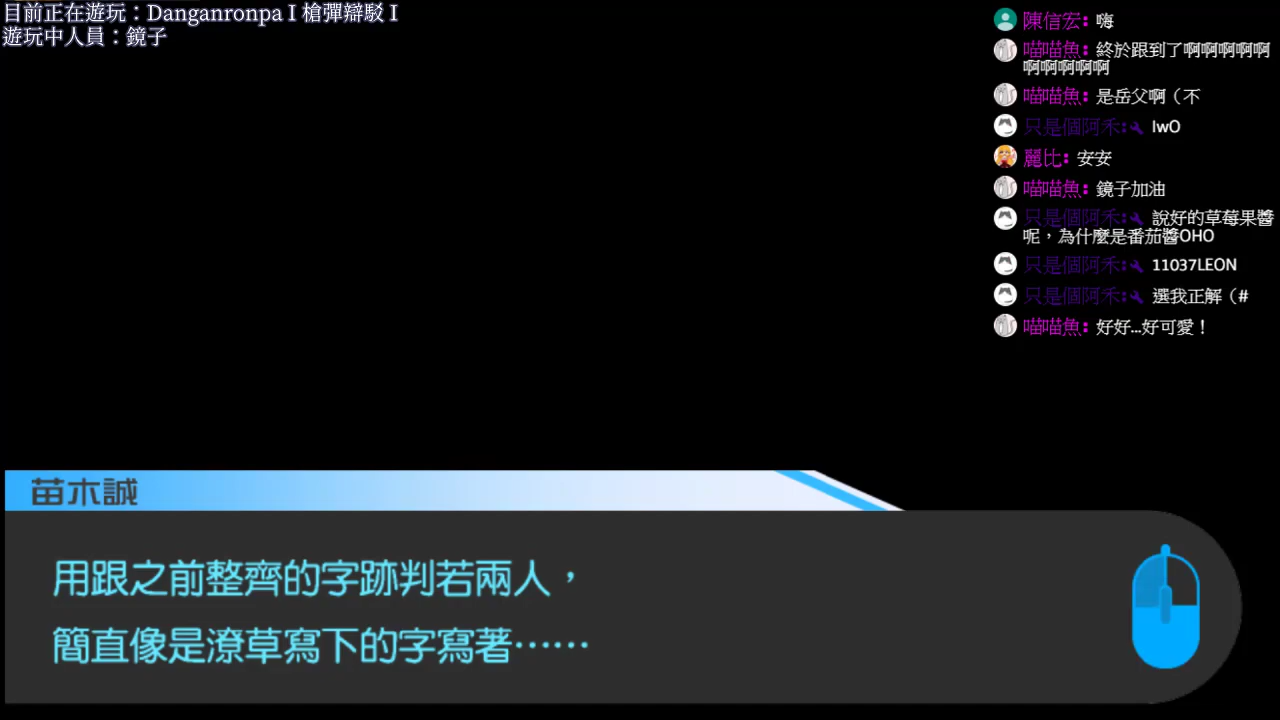 目前正在遊玩：Danganronpa I 槍彈辯駁 I
遊玩中人員：鏡子
陳信宏: 嗨
喵喵魚: 終於跟到了啊啊啊啊啊
啊啊啊啊啊
喵喵魚: 是岳父啊（不
只是個阿禾: IwO
麗比: 安安
喵喵魚: 鏡子加油
只是個阿禾: 說好的草莓果醬
呢，為什麼是番茄醬OHO
只是個阿禾: 11037LEON
只是個阿禾: 選我正解（#
喵喵魚: 好好...好可愛！
苗木誠
用跟之前整齊的字跡判若兩人，
簡直像是潦草寫下的字寫著⋯⋯